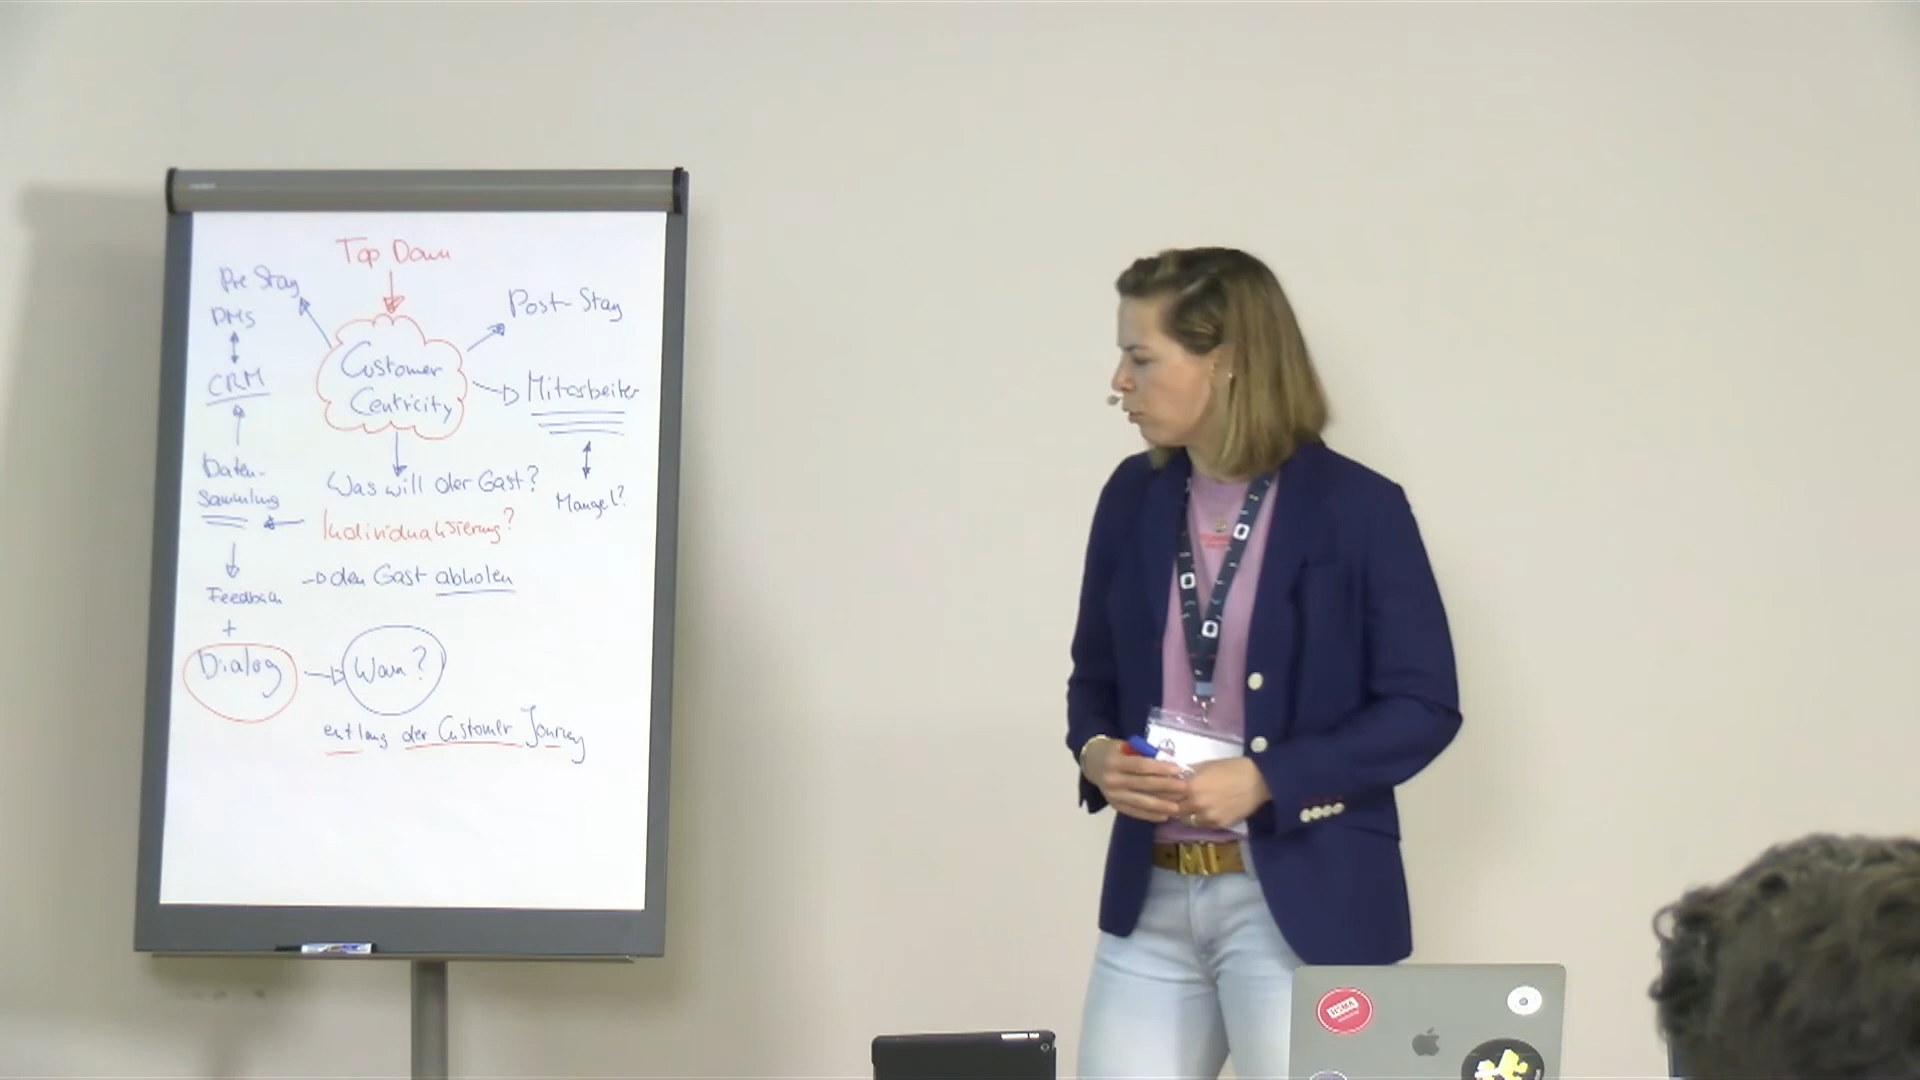 Top Down
Pre Stay
PMS
CRM
Daten-
Sammlung
Feedback
+
Dialog
Customer
Centricity
Post-Stay
Mitarbeiter
Mangel?
Was will der Gast?
Individualisierung?
den Gast abholen
Wann?
entlang der Customer Journey
HSMA